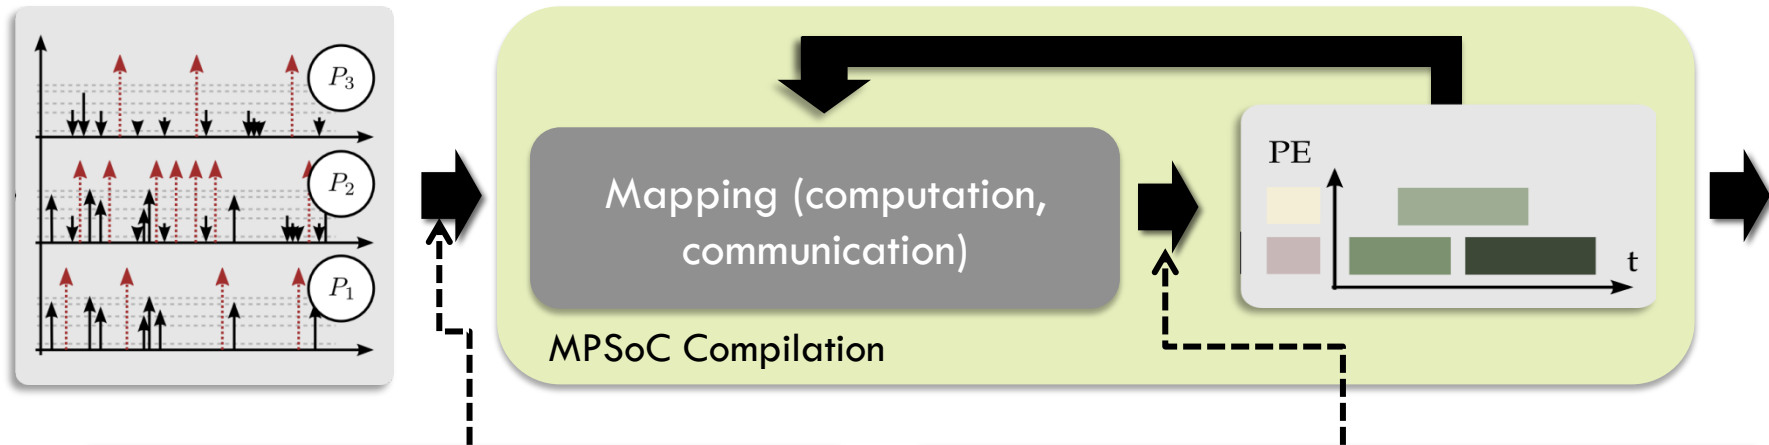 P3
P2
P1
Mapping (computation,
communication)
MPSoC Compilation
PE
t